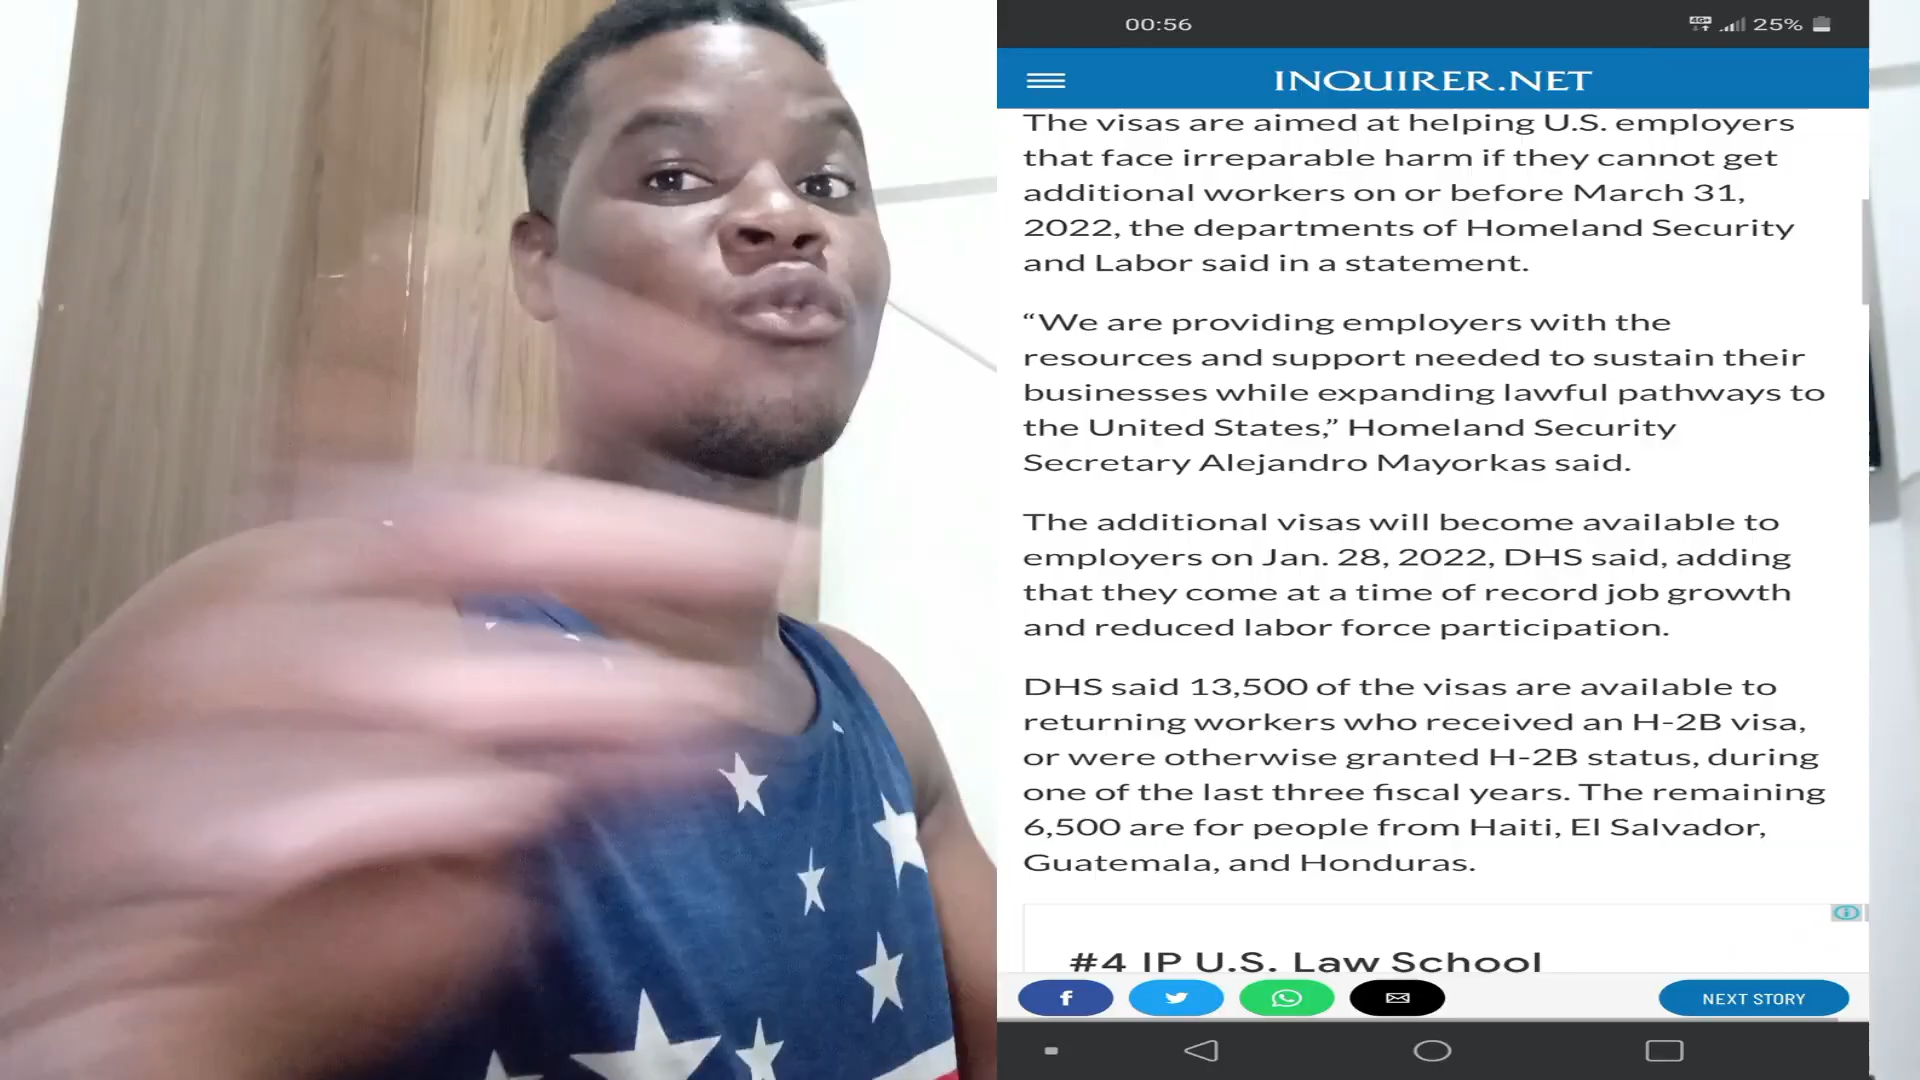 00:56
4G+ 25%
INQUIRER.NET
The visas are aimed at helping U.S. employers
that face irreparable harm if they cannot get
additional workers on or before March 31,
2022, the departments of Homeland Security
and Labor said in a statement.
“We are providing employers with the
resources and support needed to sustain their
businesses while expanding lawful pathways to
the United States,” Homeland Security
Secretary Alejandro Mayorkas said.
The additional visas will become available to
employers on Jan. 28, 2022, DHS said, adding
that they come at a time of record job growth
and reduced labor force participation.
DHS said 13,500 of the visas are available to
returning workers who received an H-2B visa,
or were otherwise granted H-2B status, during
one of the last three fiscal years. The remaining
6,500 are for people from Haiti, El Salvador,
Guatemala, and Honduras.
#4 IP U.S. Law School
NEXT STORY